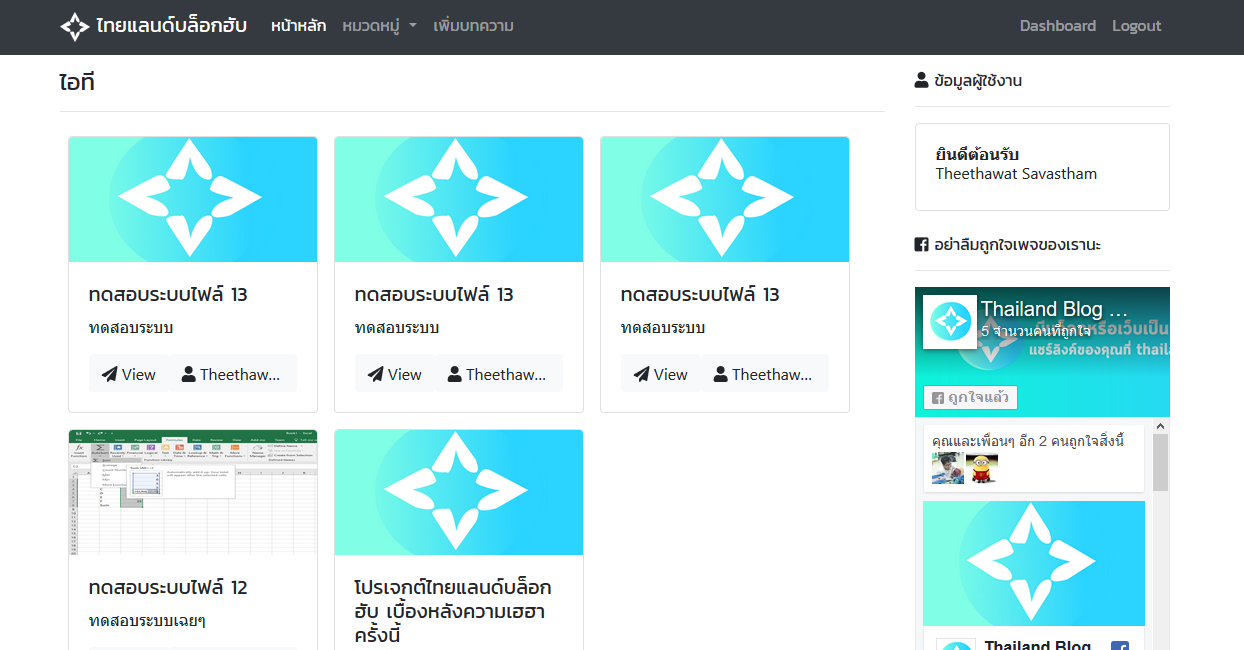 ไทยแลนด์บล็อกฮับ หน้าหลัก หมวดหมู่ เพิ่มบทความ Dashboard Logout
ไอที
ทดสอบระบบไฟล์ 13
ทดสอบระบบ
View Theethaw...
ทดสอบระบบไฟล์ 13
ทดสอบระบบ
View Theethaw...
ทดสอบระบบไฟล์ 13
ทดสอบระบบ
View Theethaw...
ทดสอบระบบไฟล์ 12
ทดสอบระบบเฉยๆ
โปรเจกต์ไทยแลนด์บล็อก
ฮับ เบื้องหลังความเฮฮา
ครั้งนี้
ข้อมูลผู้ใช้งาน
ยินดีต้อนรับ
Theethawat Savastham
อย่าลืมถูกใจเพจของเรานะ
Thailand Blog ...
5 จำนวนคนที่ถูกใจ
หรือเว็บเป็น
แชร์ลิงค์ของคุณที่ thail
ถูกใจแล้ว
คุณและเพื่อนๆ อีก 2 คนถูกใจสิ่งนี้
Thailand Blog